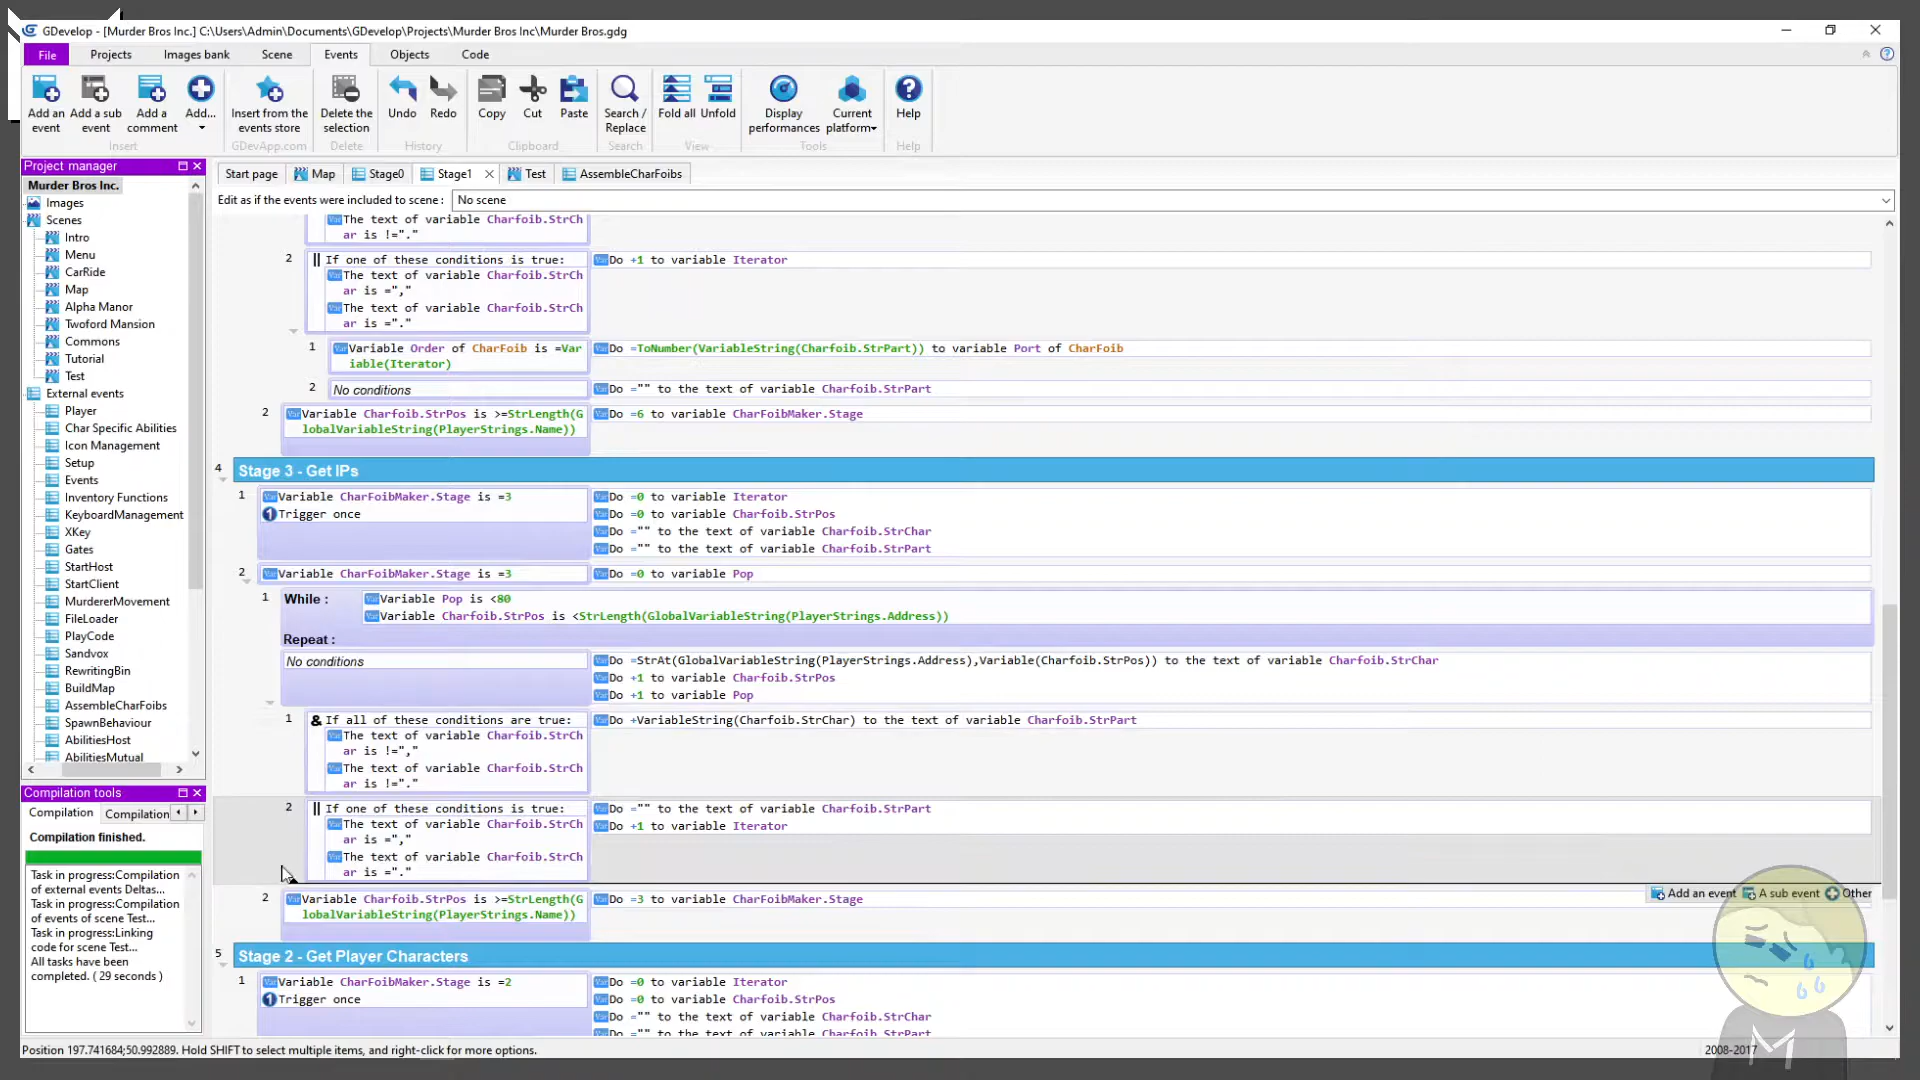 GDevelop - [Murder Bros Inc.] C:\Users\Admin\Documents\GDevelop\Projects\Murder Bros Inc\Murder Bros.gdg
File Projects Images bank Scene Events Objects Code
Add an event
Add a sub event
Add a comment
Add...
Insert
Insert from the events store
GDevApp.com
Delete the selection
Delete
Undo Redo
History
Copy Cut Paste
Clipboard
Search / Replace
Search
Fold all Unfold
View
Display performances
Current platform
Tools
Help
Help
Project manager
Murder Bros Inc.
Images
Scenes
Intro
Menu
CarRide
Map
Alpha Manor
Twoford Mansion
Commons
Tutorial
Test
External events
Player
Char Specific Abilities
Icon Management
Setup
Events
Inventory Functions
KeyboardManagement
XKey
Gates
StartHost
StartClient
MurdererMovement
FileLoader
PlayCode
Sandvox
RewritingBin
BuildMap
AssembleCharFoibs
SpawnBehaviour
AbilitiesHost
AbilitiesMutual
Compilation tools
Compilation Compilation
Compilation finished.
Task in progress:Compilation
of external events Deltas...
Task in progress:Compilation
of events of scene Test...
Task in progress:Linking
code for scene Test...
All tasks have been
completed. ( 29 seconds )
Start page Map Stage0 Stage1 Test AssembleCharFoibs
Edit as if the events were included to scene : No scene
The text of variable Charfoib.StrCh
ar is !="."
2 || If one of these conditions is true: Do +1 to variable Iterator
The text of variable Charfoib.StrCh
ar is =","
The text of variable Charfoib.StrCh
ar is ="."
1 Variable Order of CharFoib is =Var Do =ToNumber(VariableString(Charfoib.StrPart)) to variable Port of CharFoib
iable(Iterator)
2 No conditions Do ="" to the text of variable Charfoib.StrPart
2 Variable Charfoib.StrPos is >=StrLength(G Do =6 to variable CharFoibMaker.Stage
lobalVariableString(PlayerStrings.Name))
4 Stage 3 - Get IPs
1 Variable CharFoibMaker.Stage is =3 Do =0 to variable Iterator
Trigger once Do =0 to variable Charfoib.StrPos
Do ="" to the text of variable Charfoib.StrChar
Do ="" to the text of variable Charfoib.StrPart
2 Variable CharFoibMaker.Stage is =3 Do =0 to variable Pop
1 While : Variable Pop is <80
Variable Charfoib.StrPos is <StrLength(GlobalVariableString(PlayerStrings.Address))
Repeat :
No conditions Do =StrAt(GlobalVariableString(PlayerStrings.Address),Variable(Charfoib.StrPos)) to the text of variable Charfoib.StrChar
Do +1 to variable Charfoib.StrPos
Do +1 to variable Pop
1 & If all of these conditions are true: Do +VariableString(Charfoib.StrChar) to the text of variable Charfoib.StrPart
The text of variable Charfoib.StrCh
ar is !=","
The text of variable Charfoib.StrCh
ar is !="."
2 || If one of these conditions is true: Do ="" to the text of variable Charfoib.StrPart
The text of variable Charfoib.StrCh Do +1 to variable Iterator
ar is =","
The text of variable Charfoib.StrCh
ar is ="."
Add an event A sub event Other
2 Variable Charfoib.StrPos is >=StrLength(G Do =3 to variable CharFoibMaker.Stage
lobalVariableString(PlayerStrings.Name))
5 Stage 2 - Get Player Characters
1 Variable CharFoibMaker.Stage is =2 Do =0 to variable Iterator
Trigger once Do =0 to variable Charfoib.StrPos
Do ="" to the text of variable Charfoib.StrChar
Do ="" to the text of variable Charfoib.StrPart
Position 197.741684;50.992889. Hold SHIFT to select multiple items, and right-click for more options.
2008-2017